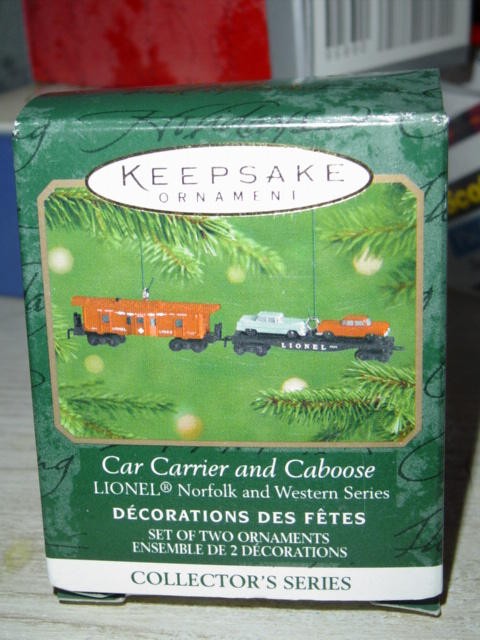 KEEPSAKE
ORNAMENT
LIONEL
Car Carrier and Caboose
LIONEL® Norfolk and Western Series
DÉCORATIONS DES FÊTES
SET OF TWO ORNAMENTS
ENSEMBLE DE 2 DÉCORATIONS
COLLECTOR'S SERIES